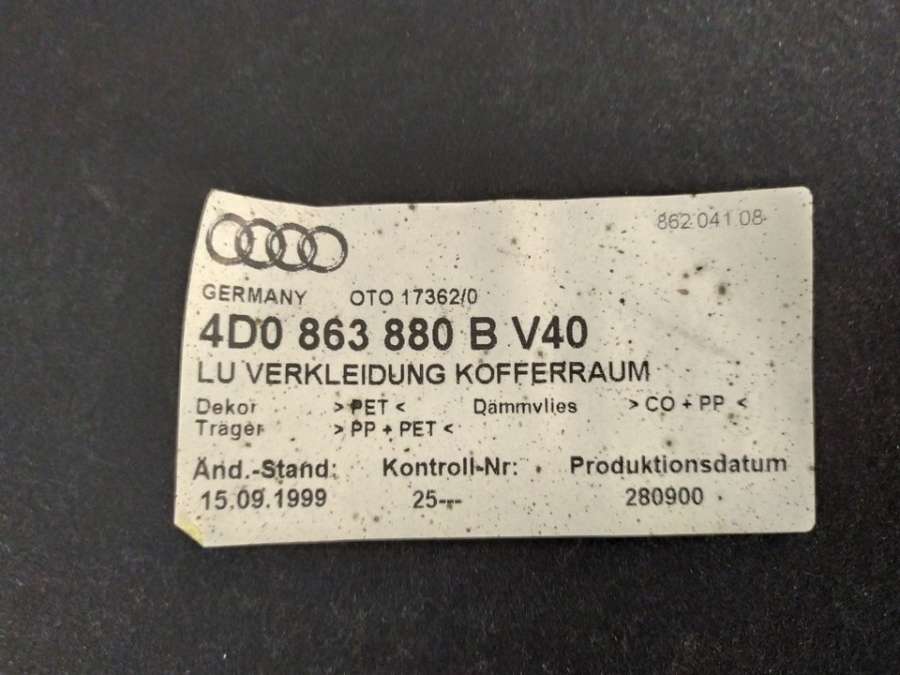 862 041 08
GERMANY OTO 17362/0
4D0 863 880 B V40
LU VERKLEIDUNG KOFFERRAUM
Dekor > PET < Dämmvlies > CO + PP <
Träger > PP + PET <
Änd.-Stand: Kontroll-Nr: Produktionsdatum
15.09.1999 25--- 280900